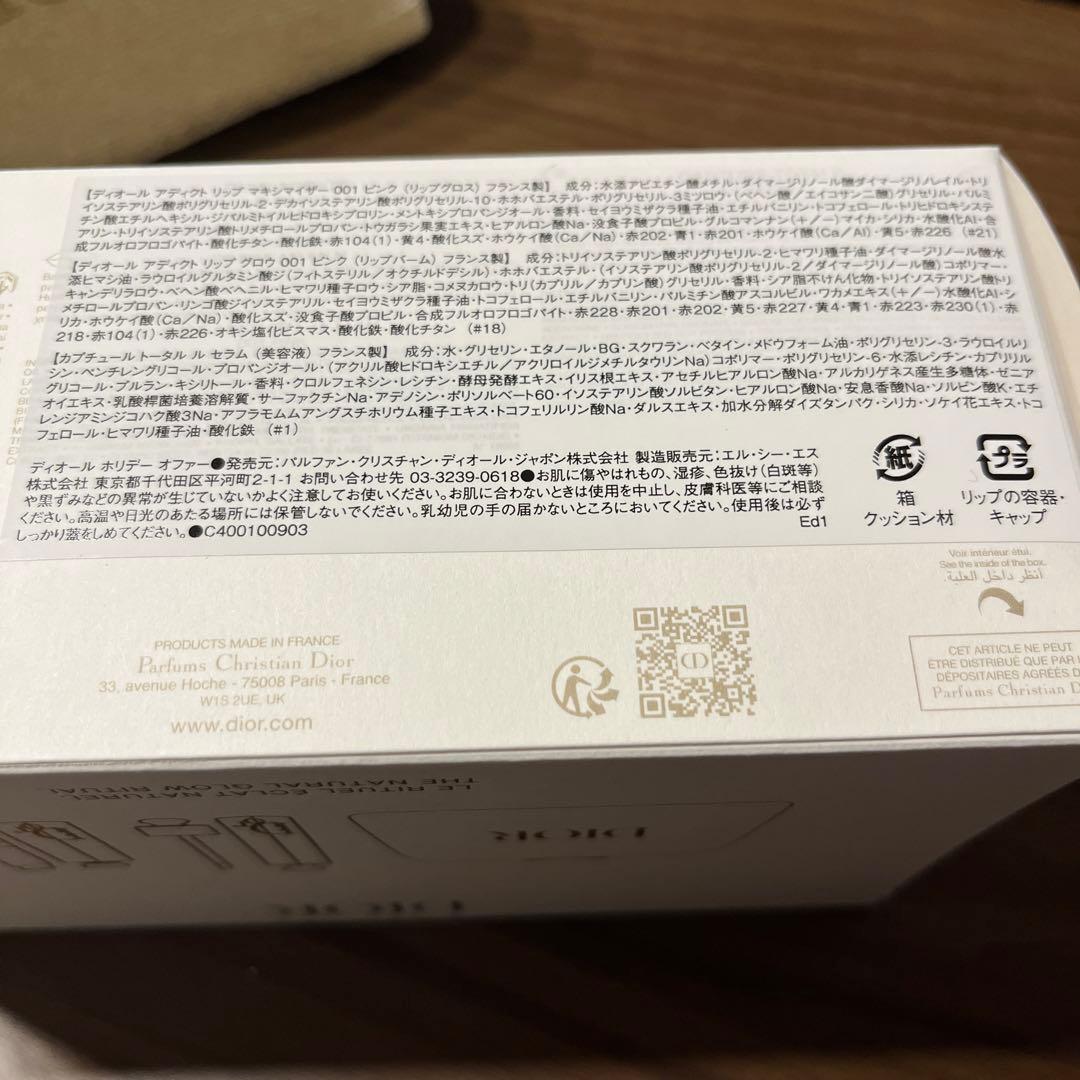 【ディオール アディクト リップ マキシマイザー 001 ピンク (リップグロス) フランス製】 成分:水添アビエチン酸メチル・ダイマージリノール酸ダイマージリノレイル・トリ
イソステアリン酸ポリグリセリル-2・デカイソステアリン酸ポリグリセリル-10・ホホバエステル・ポリグリセリル-3ミツロウ・(ベヘン酸/エイコサン二酸)グリセリル・パルミ
チン酸エチルヘキシル・ジパルミトイルヒドロキシプロリン・メントキシプロパンジオール・香料・セイヨウミザクラ種子油・エチルバニリン・トコフェロール・トリヒドロキシステ
アリン・トリイソステアリン酸トリメチロールプロパン・トウガラシ果実エキス・ヒアルロン酸Na・没食子酸プロピル・グルコマンナン(+/-)マイカ・シリカ・水酸化Al・合
成フルオロフロゴパイト・酸化チタン・酸化鉄・赤104(1)・黄4・酸化スズ・ホウケイ酸(Ca/Na)・赤202・青1・赤201・ホウケイ酸(Ca/Al)・黄5・赤226 (#21)
【ディオール アディクト リップ グロウ 001 ピンク (リップバーム) フランス製】 成分:トリイソステアリン酸ポリグリセリル-2・ヒマワリ種子油・ダイマージリノール酸水
添ヒマシ油・ラウロイルグルタミン酸ジ(フィトステリル/オクチルドデシル)・ホホバエステル・(イソステアリン酸ポリグリセリル-2/ダイマージリノール酸)コポリマー・
キャンデリラロウ・ベヘン酸ベヘニル・ヒマワリ種子ロウ・シア脂・コメヌカロウ・トリ(カプリル/カプリン酸)グリセリル・香料・シア脂不けん化物・トリイソステアリン酸トリ
メチロールプロパン・リンゴ酸ジイソステアリル・セイヨウミザクラ種子油・トコフェロール・エチルバニリン・パルミチン酸アスコルビル・ワカメエキス(+/-)水酸化Al・シ
リカ・ホウケイ酸(Ca/Na)・酸化スズ・没食子酸プロピル・合成フルオロフロゴパイト・赤228・赤201・赤202・黄5・赤227・黄4・青1・赤223・赤230(1)・赤
218・赤104(1)・赤226・オキシ塩化ビスマス・酸化鉄・酸化チタン (#18)
【カプチュール トータル ル セラム (美容液) フランス製】 成分:水・グリセリン・エタノール・BG・スクワラン・ベタイン・メドウフォーム油・ポリグリセリン-3・ラウロイルリ
シン・ペンチレングリコール・プロパンジオール・(アクリル酸ヒドロキシエチル/アクリロイルジメチルタウリンNa)コポリマー・ポリグリセリン-6・水添レシチン・カプリリル
グリコール・プルラン・キシリトール・香料・クロルフェネシン・レシチン・酵母発酵エキス・イリス根エキス・アセチルヒアルロン酸Na・アルカリゲネス産生多糖体・ゼニア
オイエキス・乳酸桿菌培養溶解質・サーファクチンNa・アデノシン・ポリソルベート60・イソステアリン酸ソルビタン・ヒアルロン酸Na・安息香酸Na・ソルビン酸K・エチ
レンジアミンジコハク酸3Na・アフラモムムアングスチホリウム種子エキス・トコフェリルリン酸Na・ダルスエキス・加水分解ダイズタンパク・シリカ・ソケイ花エキス・トコ
フェロール・ヒマワリ種子油・酸化鉄 (#1)
ディオール ホリデー オファー●発売元:パルファン・クリスチャン・ディオール・ジャポン株式会社 製造販売元:エル・シー・エス
株式会社 東京都千代田区平河町2-1-1 お問い合わせ先 03-3239-0618●お肌に傷やはれもの、湿疹、色抜け(白斑等)
や黒ずみなどの異常が生じていないかよく注意してお使いください。お肌に合わないときは使用を中止し、皮膚科医等にご相談
ください。高温や日光のあたる場所には保管しないでください。乳幼児の手の届かないところにおいてください。使用後は必ず
しっかり蓋をしめてください。●C400100903
Ed1
紙
箱
クッション材
プラ
リップの容器・
キャップ
Voir intérieur étui.
See the inside of the box.
أنظر داخل العلبة.
PRODUCTS MADE IN FRANCE
Parfums Christian Dior
33, avenue Hoche - 75008 Paris - France
W1S 2UE, UK
www.dior.com
CD
CET ARTICLE NE PEUT
ÊTRE DISTRIBUÉ QUE PAR
DÉPOSITAIRES AGRÉÉS
Parfums Christian
LE RITUEL ÉCLAT NATUREL
THE NATURAL GLOW RITUAL
DIOR
DIOR